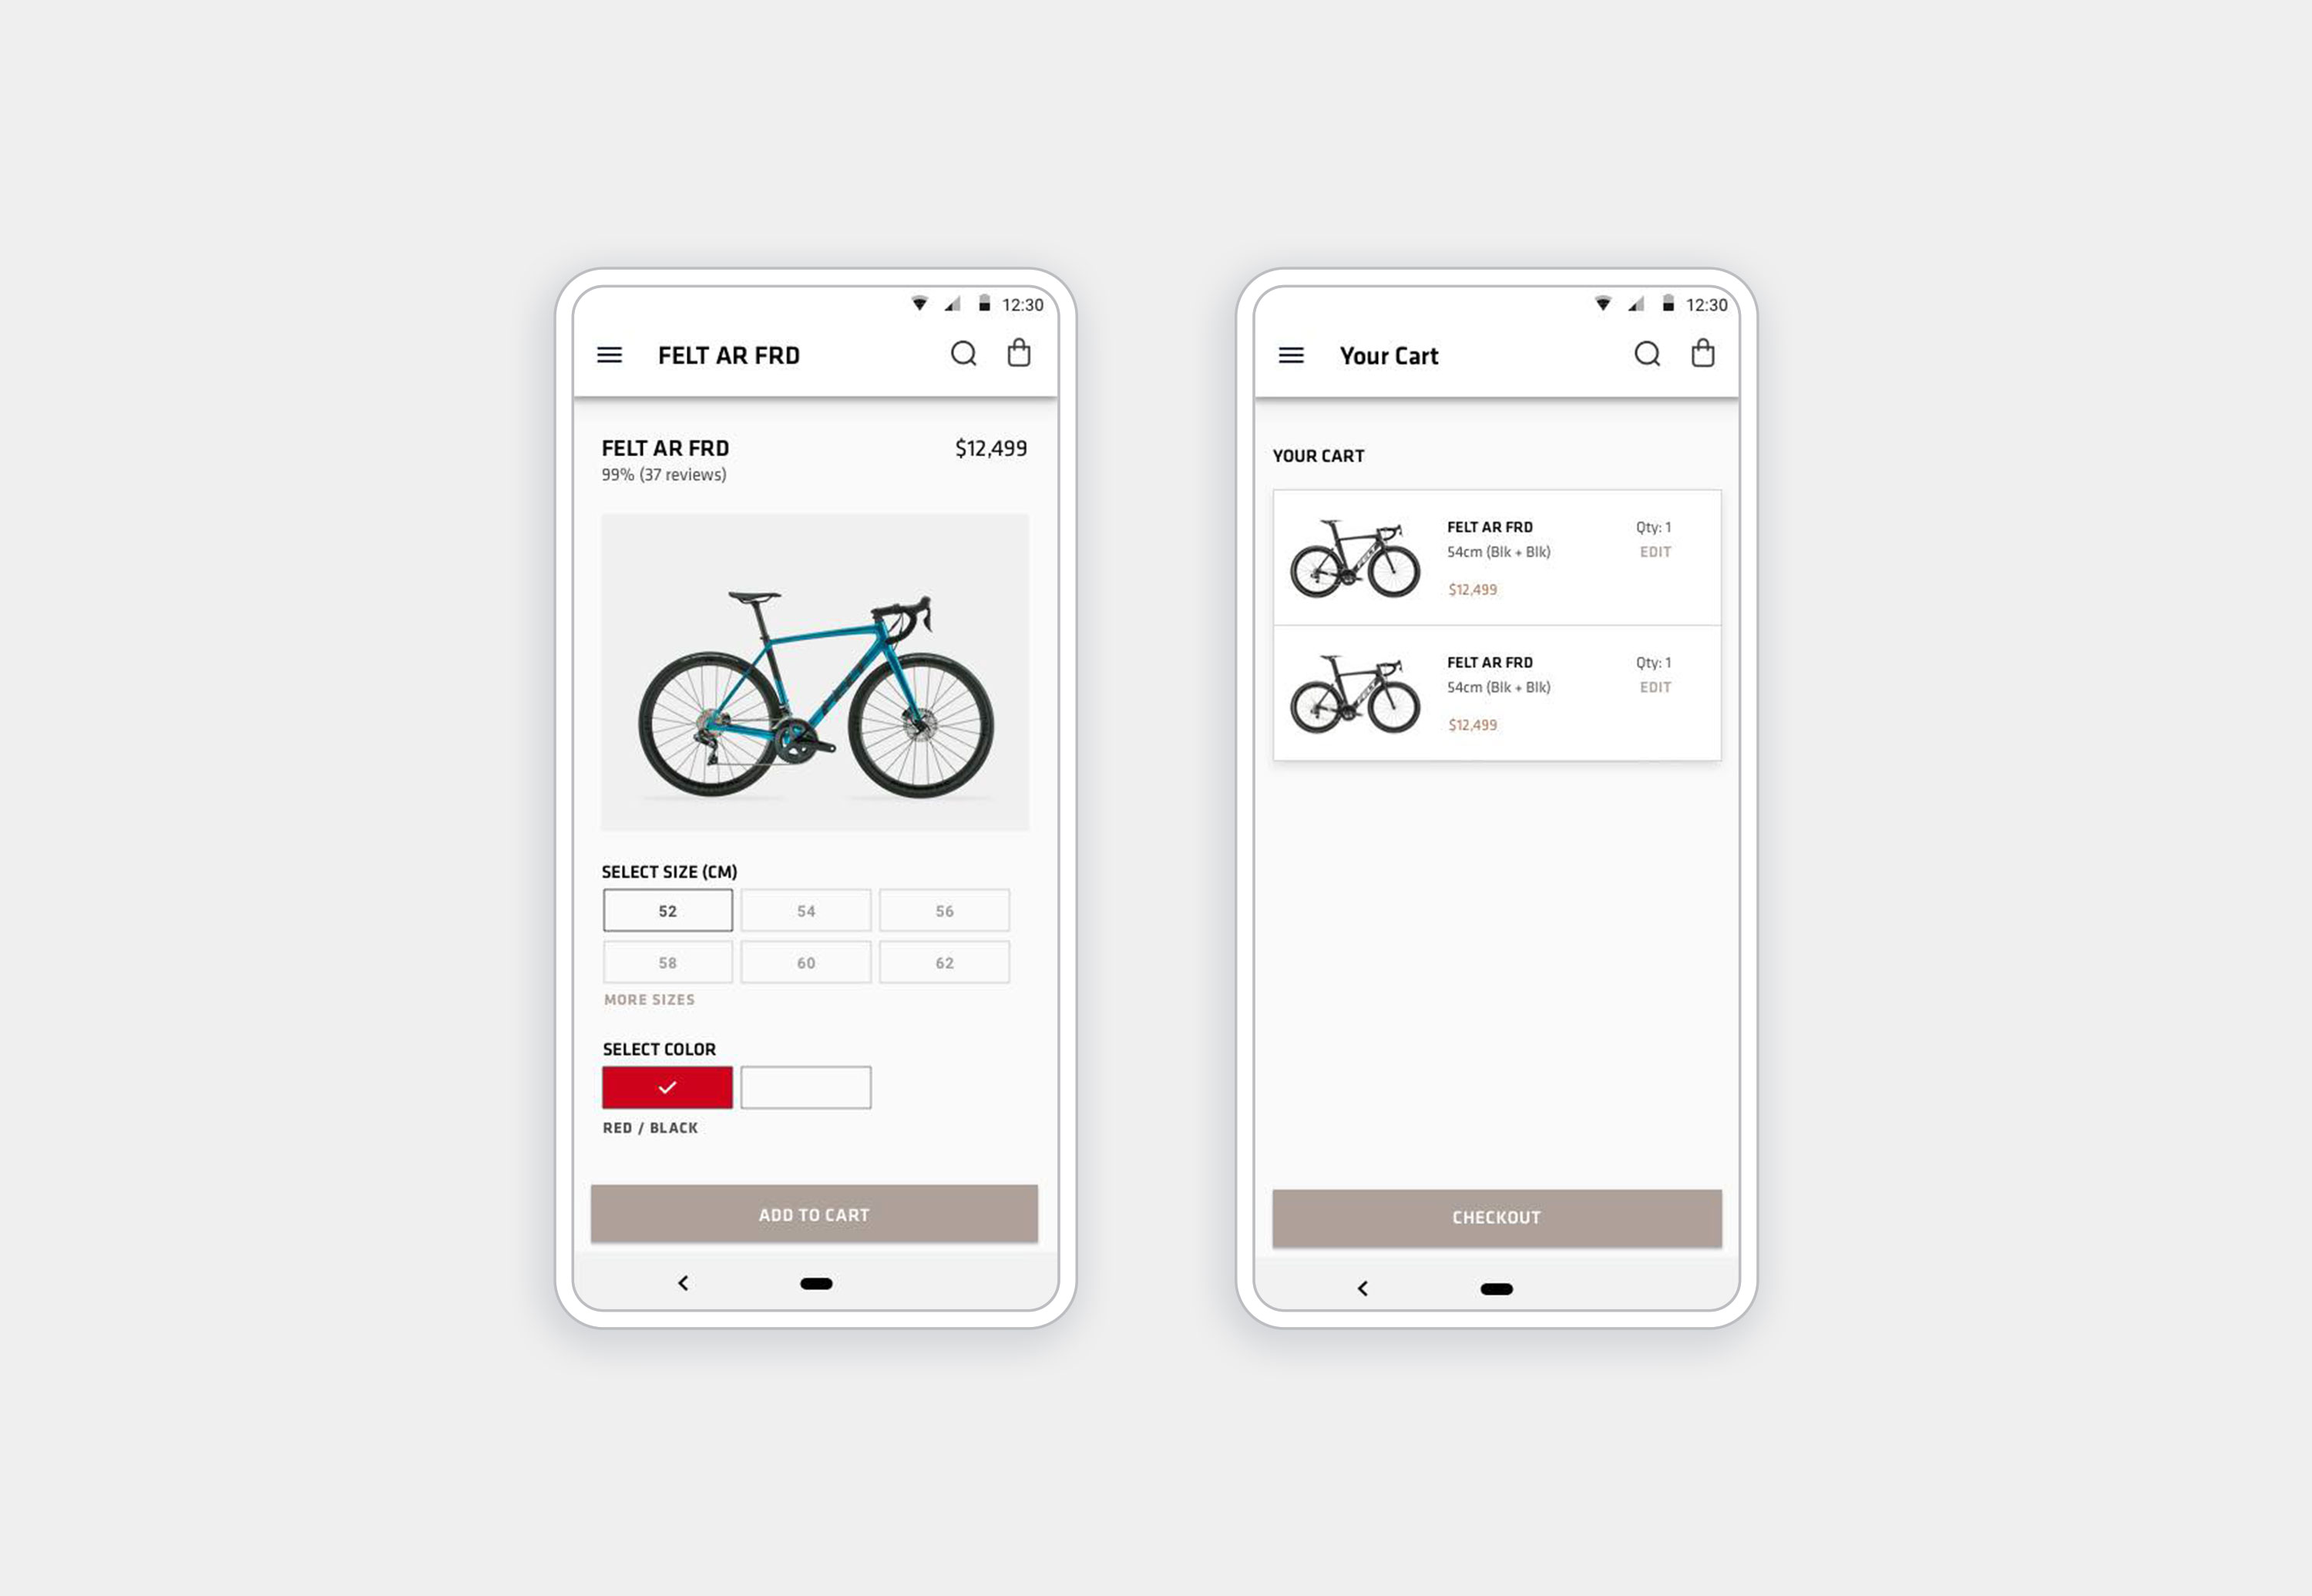 12:30
FELT AR FRD
FELT AR FRD $12,499
99% (37 reviews)
SELECT SIZE (CM)
52 54 56
58 60 62
MORE SIZES
SELECT COLOR
RED / BLACK
ADD TO CART
12:30
Your Cart
YOUR CART
FELT AR FRD Qty: 1
54cm (Blk + Blk) EDIT
$12,499
FELT AR FRD Qty: 1
54cm (Blk + Blk) EDIT
$12,499
CHECKOUT